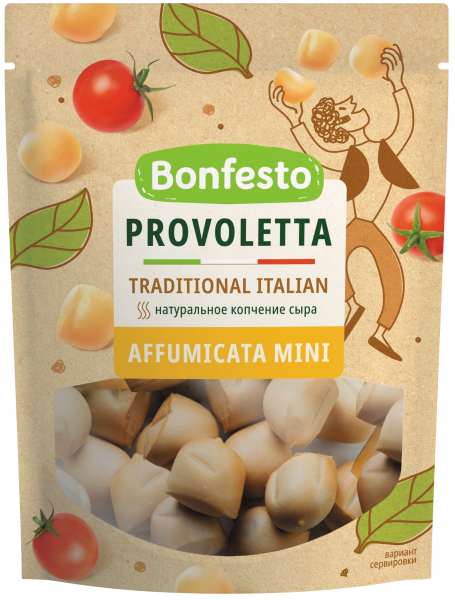 Bonfesto
PROVOLETTA
TRADITIONAL ITALIAN
натуральное копчение сыра
AFFUMICATA MINI
вариант
сервировки